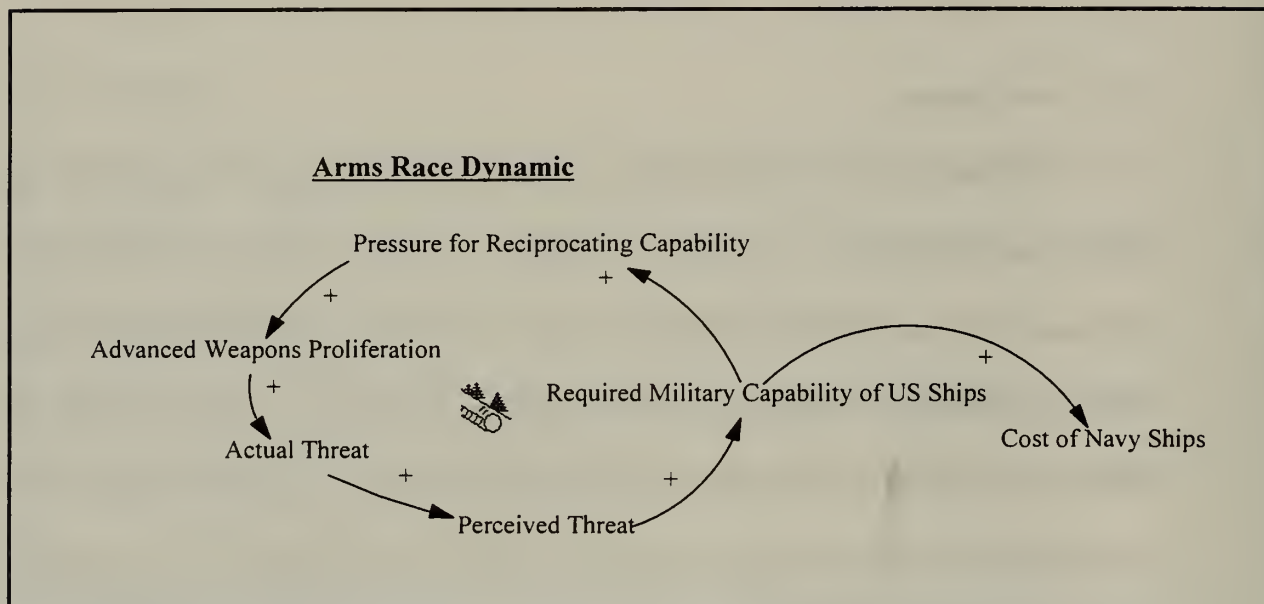 Arms Race Dynamic
Pressure for Reciprocating Capability
+
+
Advanced Weapons Proliferation
+
+
Required Military Capability of US Ships
Cost of Navy Ships
Actual Threat
+
+
Perceived Threat